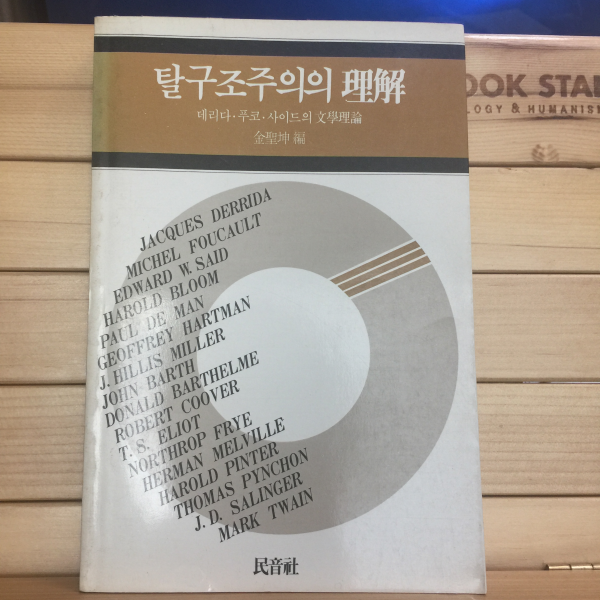 탈구조주의의 理解
데리다·푸코·사이드의 文學理論
金聖坤 編
OOK STAN
OLOGY & HUMANISM
JACQUES DERRIDA
MICHEL FOUCAULT
EDWARD W. SAID
HAROLD BLOOM
PAUL DE MAN
GEOFFREY HARTMAN
J. HILLIS MILLER
JOHN BARTH
DONALD BARTHELME
ROBERT COOVER
T. S. ELIOT
NORTHROP FRYE
HERMAN MELVILLE
HAROLD PINTER
THOMAS PYNCHON
J. D. SALINGER
MARK TWAIN
民音社